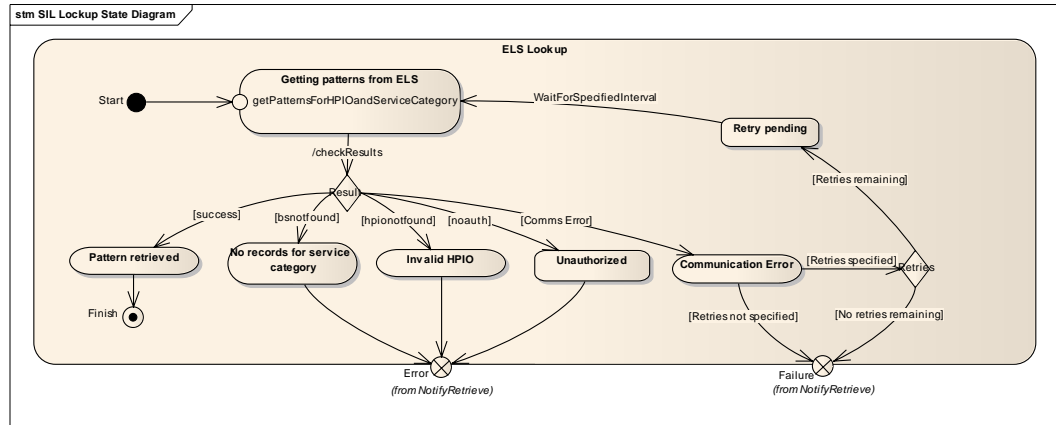 stm SIL Lockup State Diagram
ELS Lookup
Getting patterns from ELS
getPatternsForHPIOandServiceCategory
Start
WaitForSpecifiedInterval
Retry pending
/checkResults
[Retries remaining]
Result
[success]
[bsnotfound]
[hpionotfound]
[noauth]
[Comms Error]
Pattern retrieved
No records for service
category
Invalid HPIO
Unauthorized
Communication Error
[Retries specified]
Retries
Finish
[Retries not specified]
[No retries remaining]
Error
(from NotifyRetrieve)
Failure
(from NotifyRetrieve)